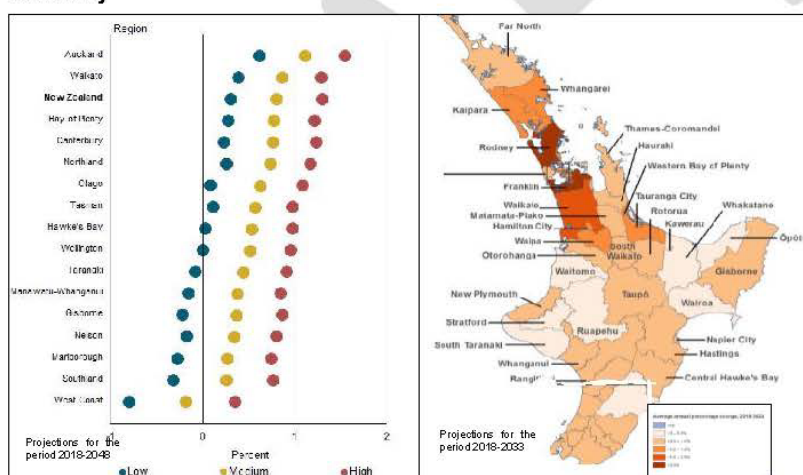 Region
Auckland
Waikato
New Zealand
Bay of Plenty
Canterbury
Northland
Otago
Tasman
Hawke's Bay
Wellington
Taranaki
Manawatu-Whanganui
Gisborne
Nelson
Marlborough
Southland
West Coast
0
1
2
Percent
Projections for the
period 2018-2048
Low
Medium
High
Far North
Whangarei
Kaipara
Rodney
Thames-Coromandel
Hauraki
Western Bay of Plenty
Franklin
Tauranga City
Waikato
Rotorua
Whakatane
Matamata-Piako
Kawerau
Hamilton City
Waipa
South
Waikato
Otorohanga
Gisborne
Waitomo
Taupō
New Plymouth
Wairoa
Stratford
Ruapehu
Napier City
South Taranaki
Hastings
Whanganui
Central Hawke's Bay
Projections for the
period 2018-2033